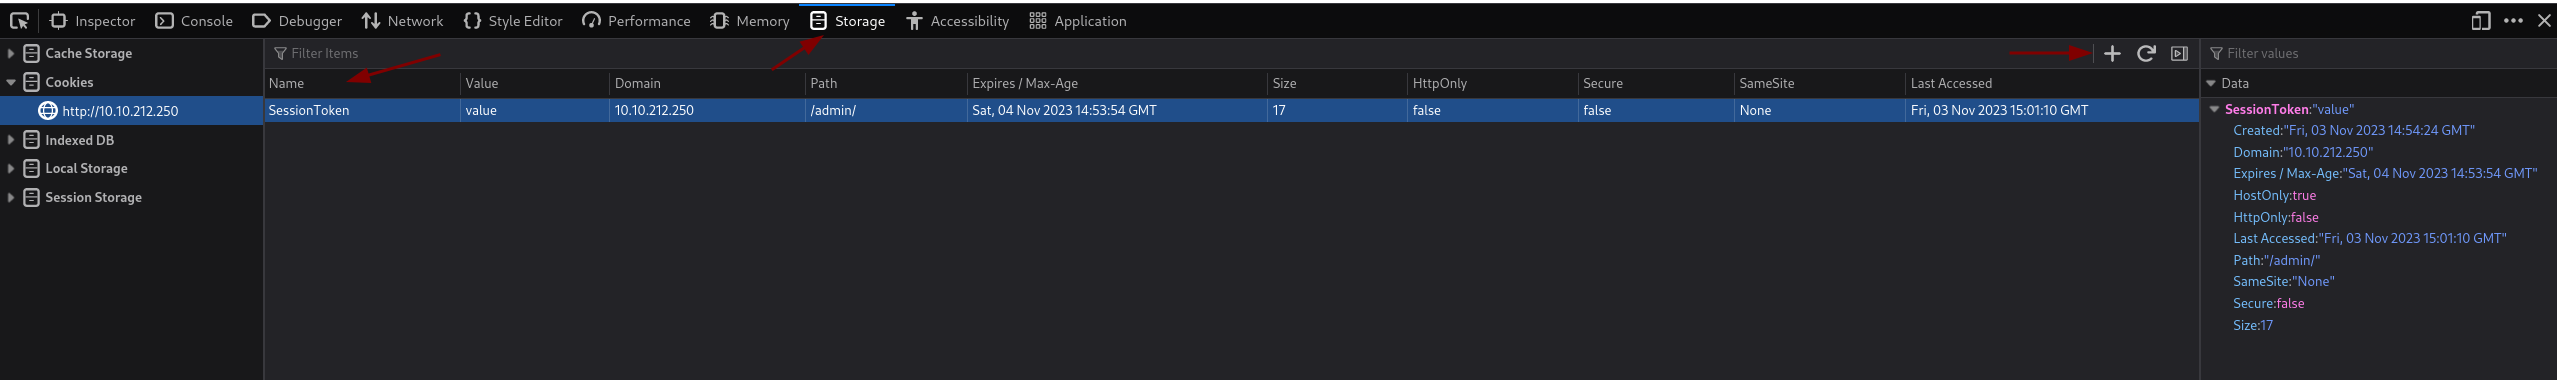 Inspector Console Debugger Network Style Editor Performance Memory Storage Accessibility Application
Cache Storage
Cookies
http://10.10.212.250
Indexed DB
Local Storage
Session Storage
Filter Items
Name Value Domain Path Expires / Max-Age Size HttpOnly Secure SameSite Last Accessed
SessionToken value 10.10.212.250 /admin/ Sat, 04 Nov 2023 14:53:54 GMT 17 false false None Fri, 03 Nov 2023 15:01:10 GMT
Filter values
Data
SessionToken:"value"
Created:"Fri, 03 Nov 2023 14:54:24 GMT"
Domain:"10.10.212.250"
Expires / Max-Age:"Sat, 04 Nov 2023 14:53:54 GMT"
HostOnly:true
HttpOnly:false
Last Accessed:"Fri, 03 Nov 2023 15:01:10 GMT"
Path:"/admin/"
SameSite:"None"
Secure:false
Size:17